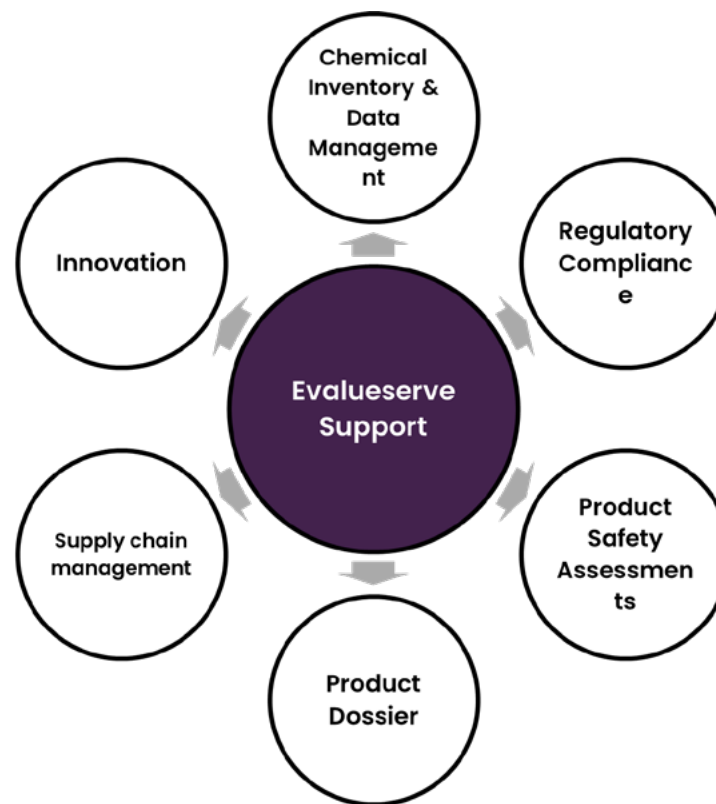 Chemical
Inventory &
Data
Manageme
nt
Innovation
Regulatory
Complianc
e
Evalueserve
Support
Supply chain
management
Product
Safety
Assessmen
ts
Product
Dossier